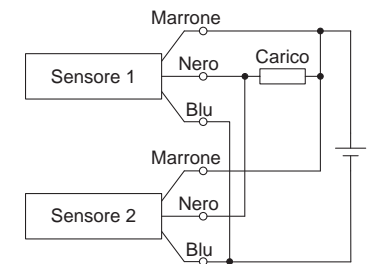 Marrone
Nero
Carico
Sensore 1
Blu
Marrone
Nero
Sensore 2
Blu